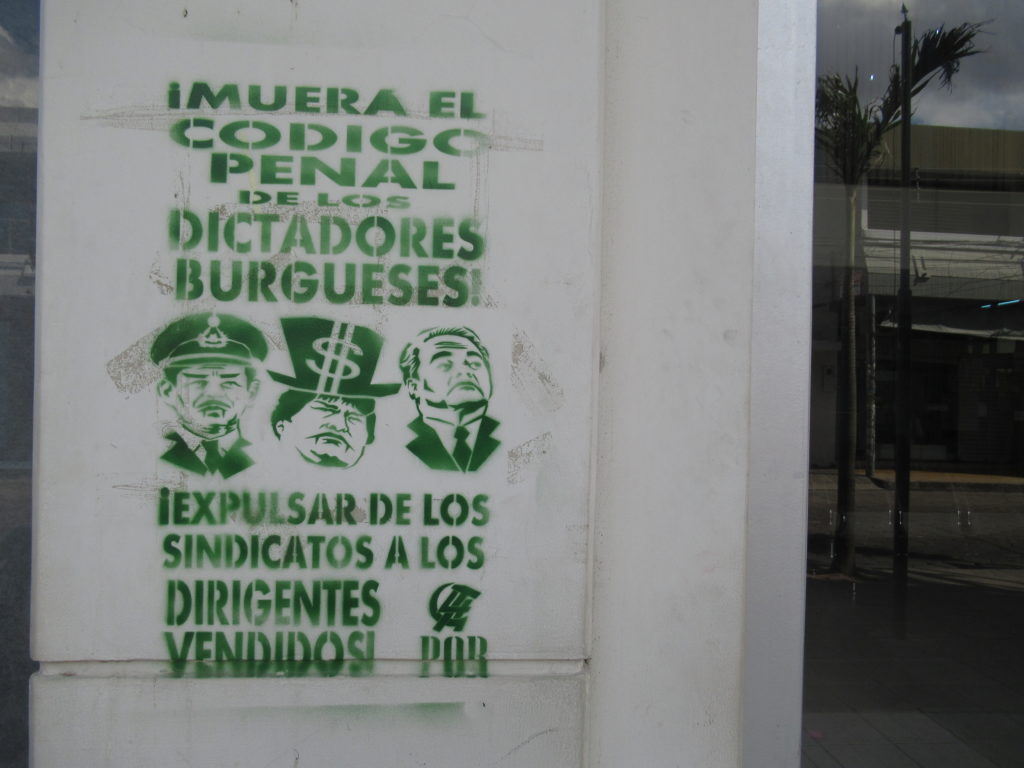 ¡MUERA EL
CODIGO
PENAL
DE LOS
DICTADORES
BURGUESES!
$
¡EXPULSAR DE LOS
SINDICATOS A LOS
DIRIGENTES
VENDIDOS!
POR